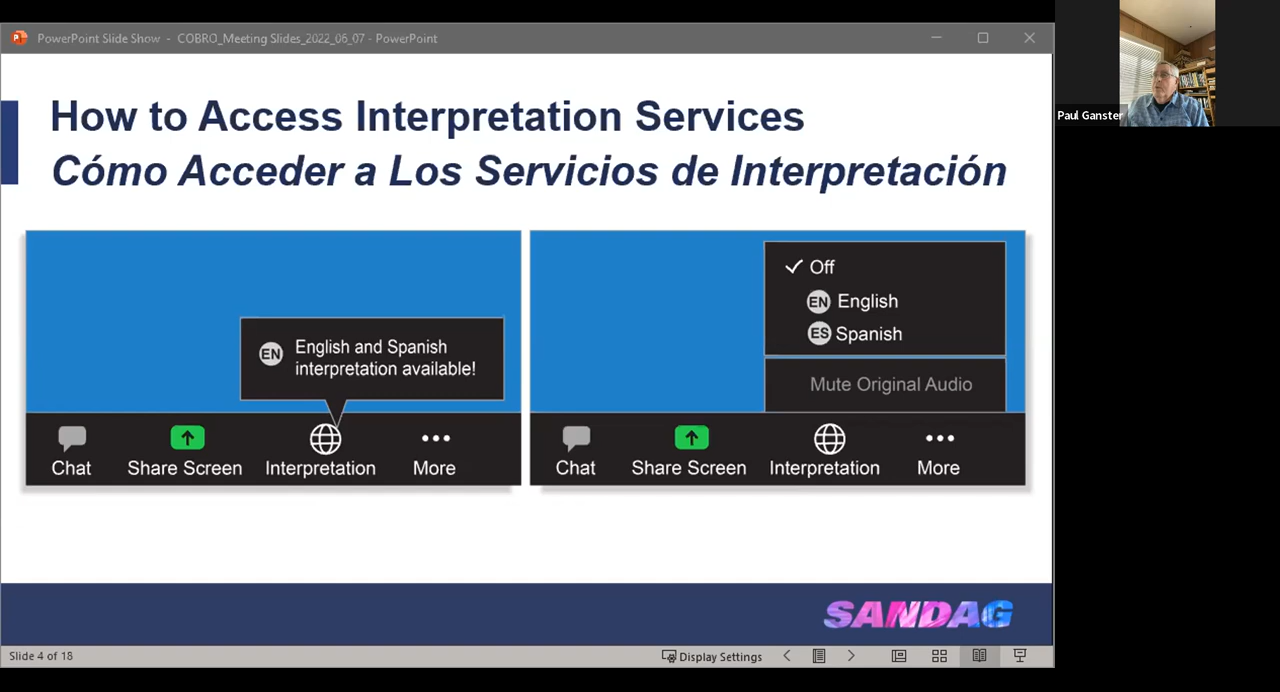 PowerPoint Slide Show - COBRO_Meeting Slides_2022_06_07 - PowerPoint
Paul Ganster
How to Access Interpretation Services
Cómo Acceder a Los Servicios de Interpretación
EN
English and Spanish
interpretation available!
Chat
Share Screen
Interpretation
More
Off
EN English
ES Spanish
Mute Original Audio
Chat
Share Screen
Interpretation
More
SANDAG
Slide 4 of 18
Display Settings